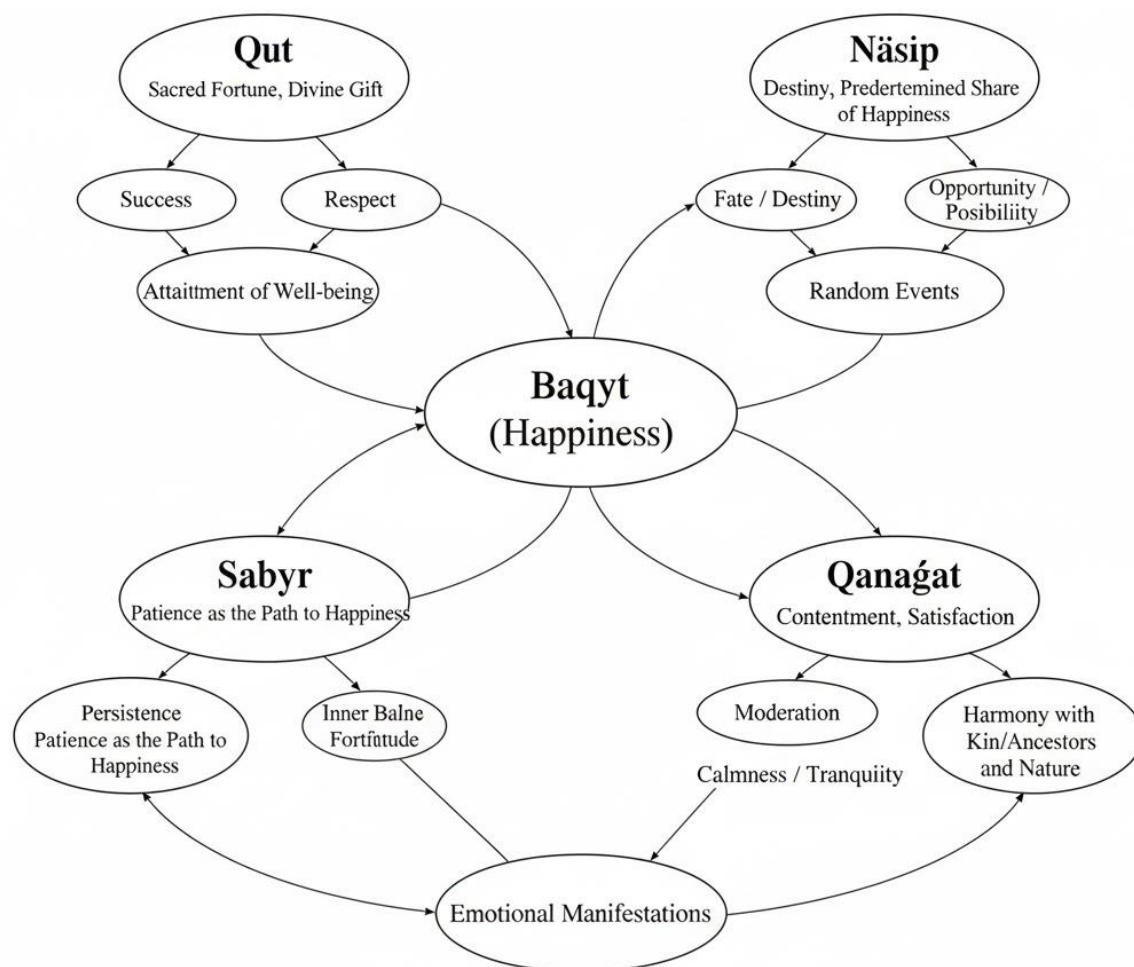 Qut
Sacred Fortune, Divine Gift
Success
Respect
Attaitment of Well-being
Näsip
Destiny, Predertemined Share
of Happiness
Fate / Destiny
Opportunity /
Posibiliity
Random Events
Baqyt
(Happiness)
Sabyr
Patience as the Path to Happiness
Persistence
Patience as the Path to
Happiness
Inner Balne
Fortfitude
Qanaǵat
Contentment, Satisfaction
Moderation
Harmony with
Kin/Ancestors
and Nature
Calmness / Tranquiity
Emotional Manifestations